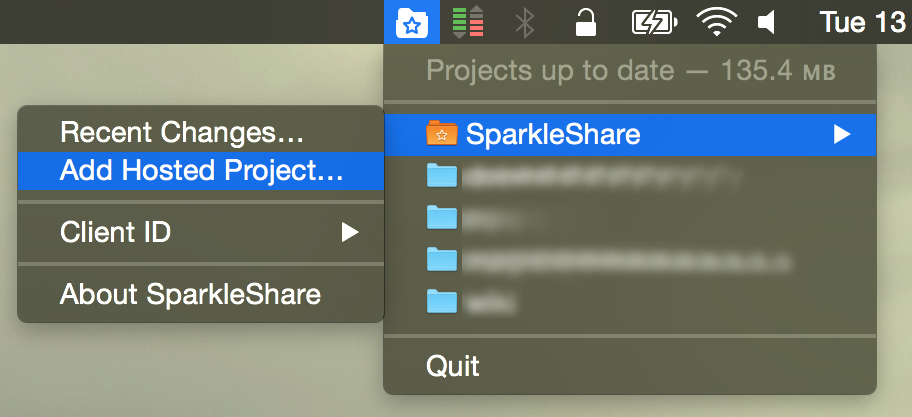 Tue 13
Projects up to date — 135.4 MB
SparkleShare
Recent Changes...
Add Hosted Project...
Client ID
About SparkleShare
Quit